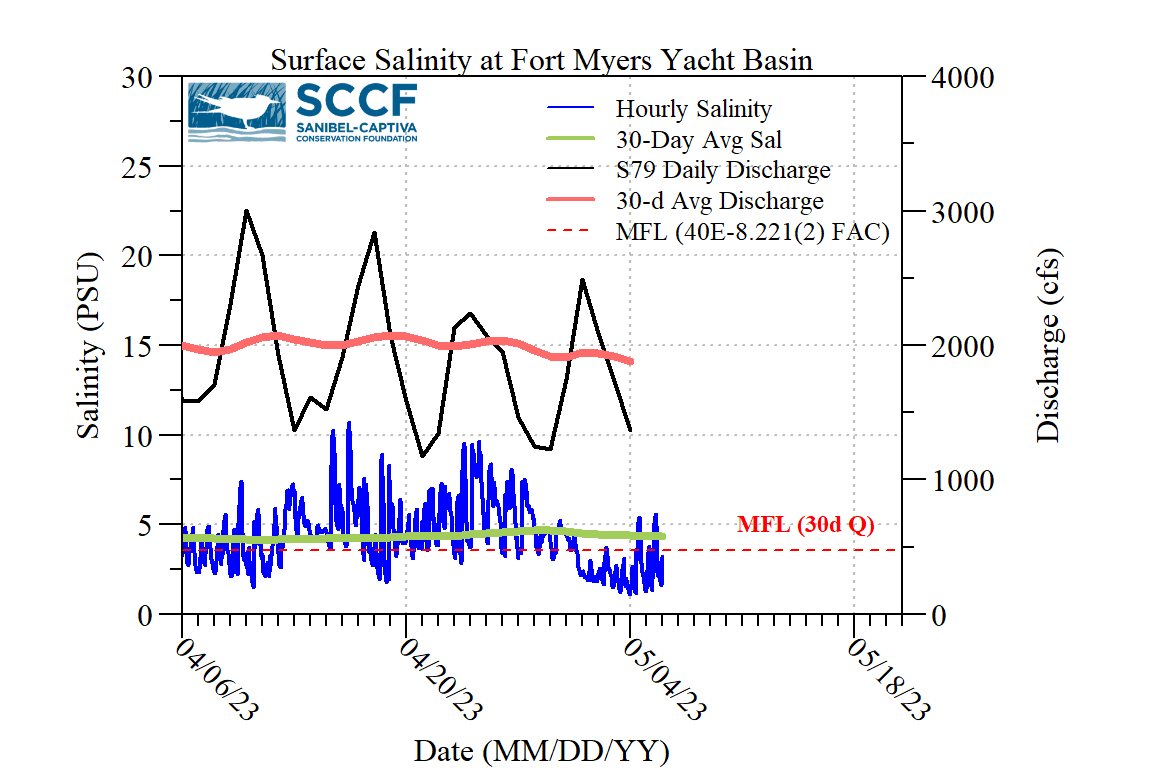 Surface Salinity at Fort Myers Yacht Basin
SCCF
SANIBEL-CAPTIVA
CONSERVATION FOUNDATION
Hourly Salinity
30-Day Avg Sal
S79 Daily Discharge
30-d Avg Discharge
MFL (40E-8.221(2) FAC)
MFL (30d Q)
Salinity (PSU)
30
25
20
15
10
5
0
Discharge (cfs)
4000
3000
2000
1000
0
04/06/23
04/20/23
05/04/23
05/18/23
Date (MM/DD/YY)